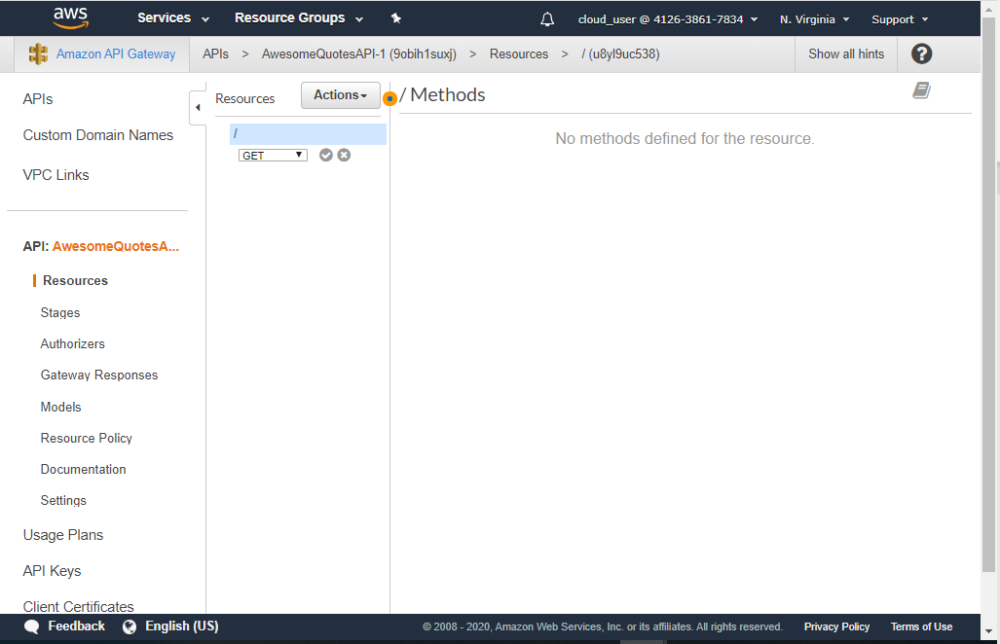 aws Services Resource Groups cloud_user @ 4126-3861-7834 N. Virginia Support
Amazon API Gateway APIs > AwesomeQuotesAPI-1 (9obih1suxj) > Resources > / (u8yl9uc538) Show all hints ?
APIs
Custom Domain Names
VPC Links
API: AwesomeQuotesA...
Resources
Stages
Authorizers
Gateway Responses
Models
Resource Policy
Documentation
Settings
Usage Plans
API Keys
Client Certificates
Resources Actions
/
GET
/ Methods
No methods defined for the resource.
Feedback English (US) © 2008 - 2020, Amazon Web Services, Inc. or its affiliates. All rights reserved. Privacy Policy Terms of Use